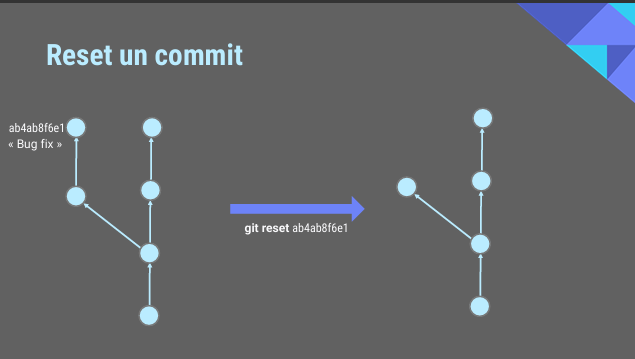 Reset un commit
ab4ab8f6e1
« Bug fix »
git reset ab4ab8f6e1